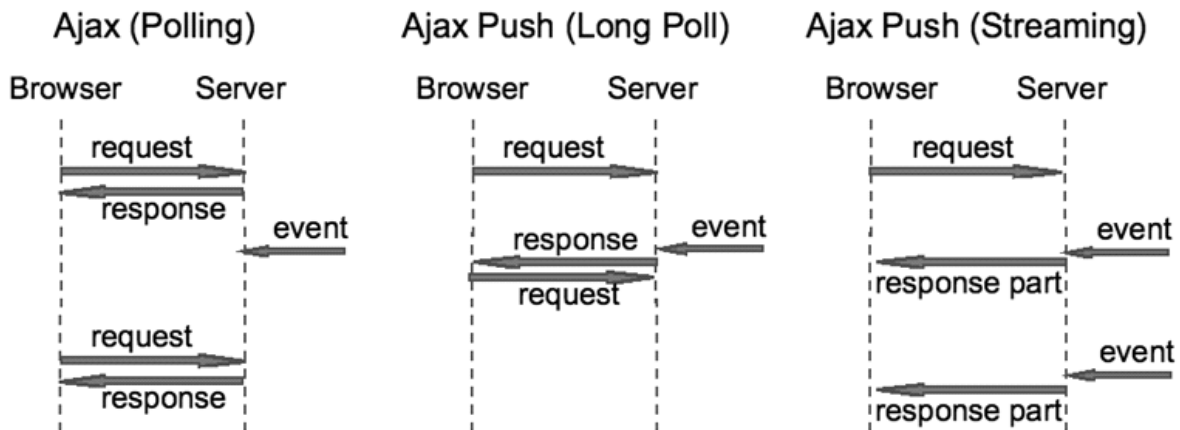 Ajax (Polling)
Browser Server
request
response
event
request
response
Ajax Push (Long Poll)
Browser Server
request
event
response
request
Ajax Push (Streaming)
Browser Server
request
event
response part
event
response part